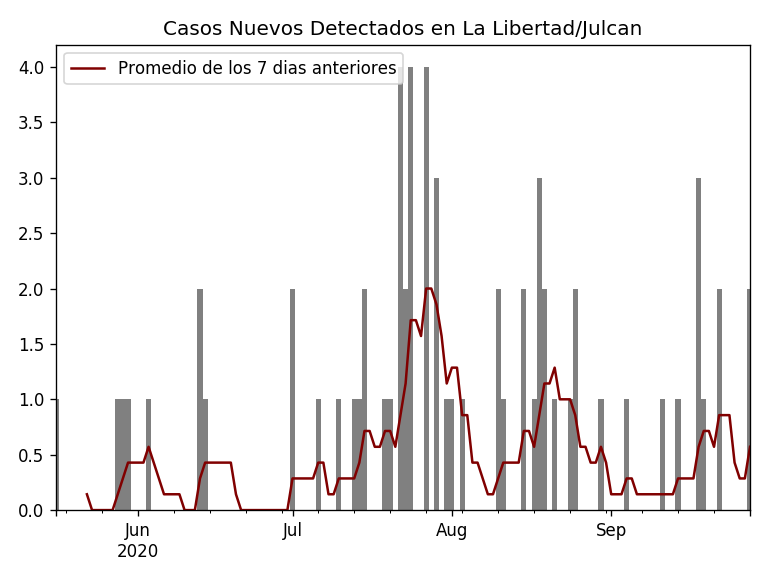 Casos Nuevos Detectados en La Libertad/Julcan
Promedio de los 7 dias anteriores
4.0
3.5
3.0
2.5
2.0
1.5
1.0
0.5
0.0
Jun
2020
Jul
Aug
Sep